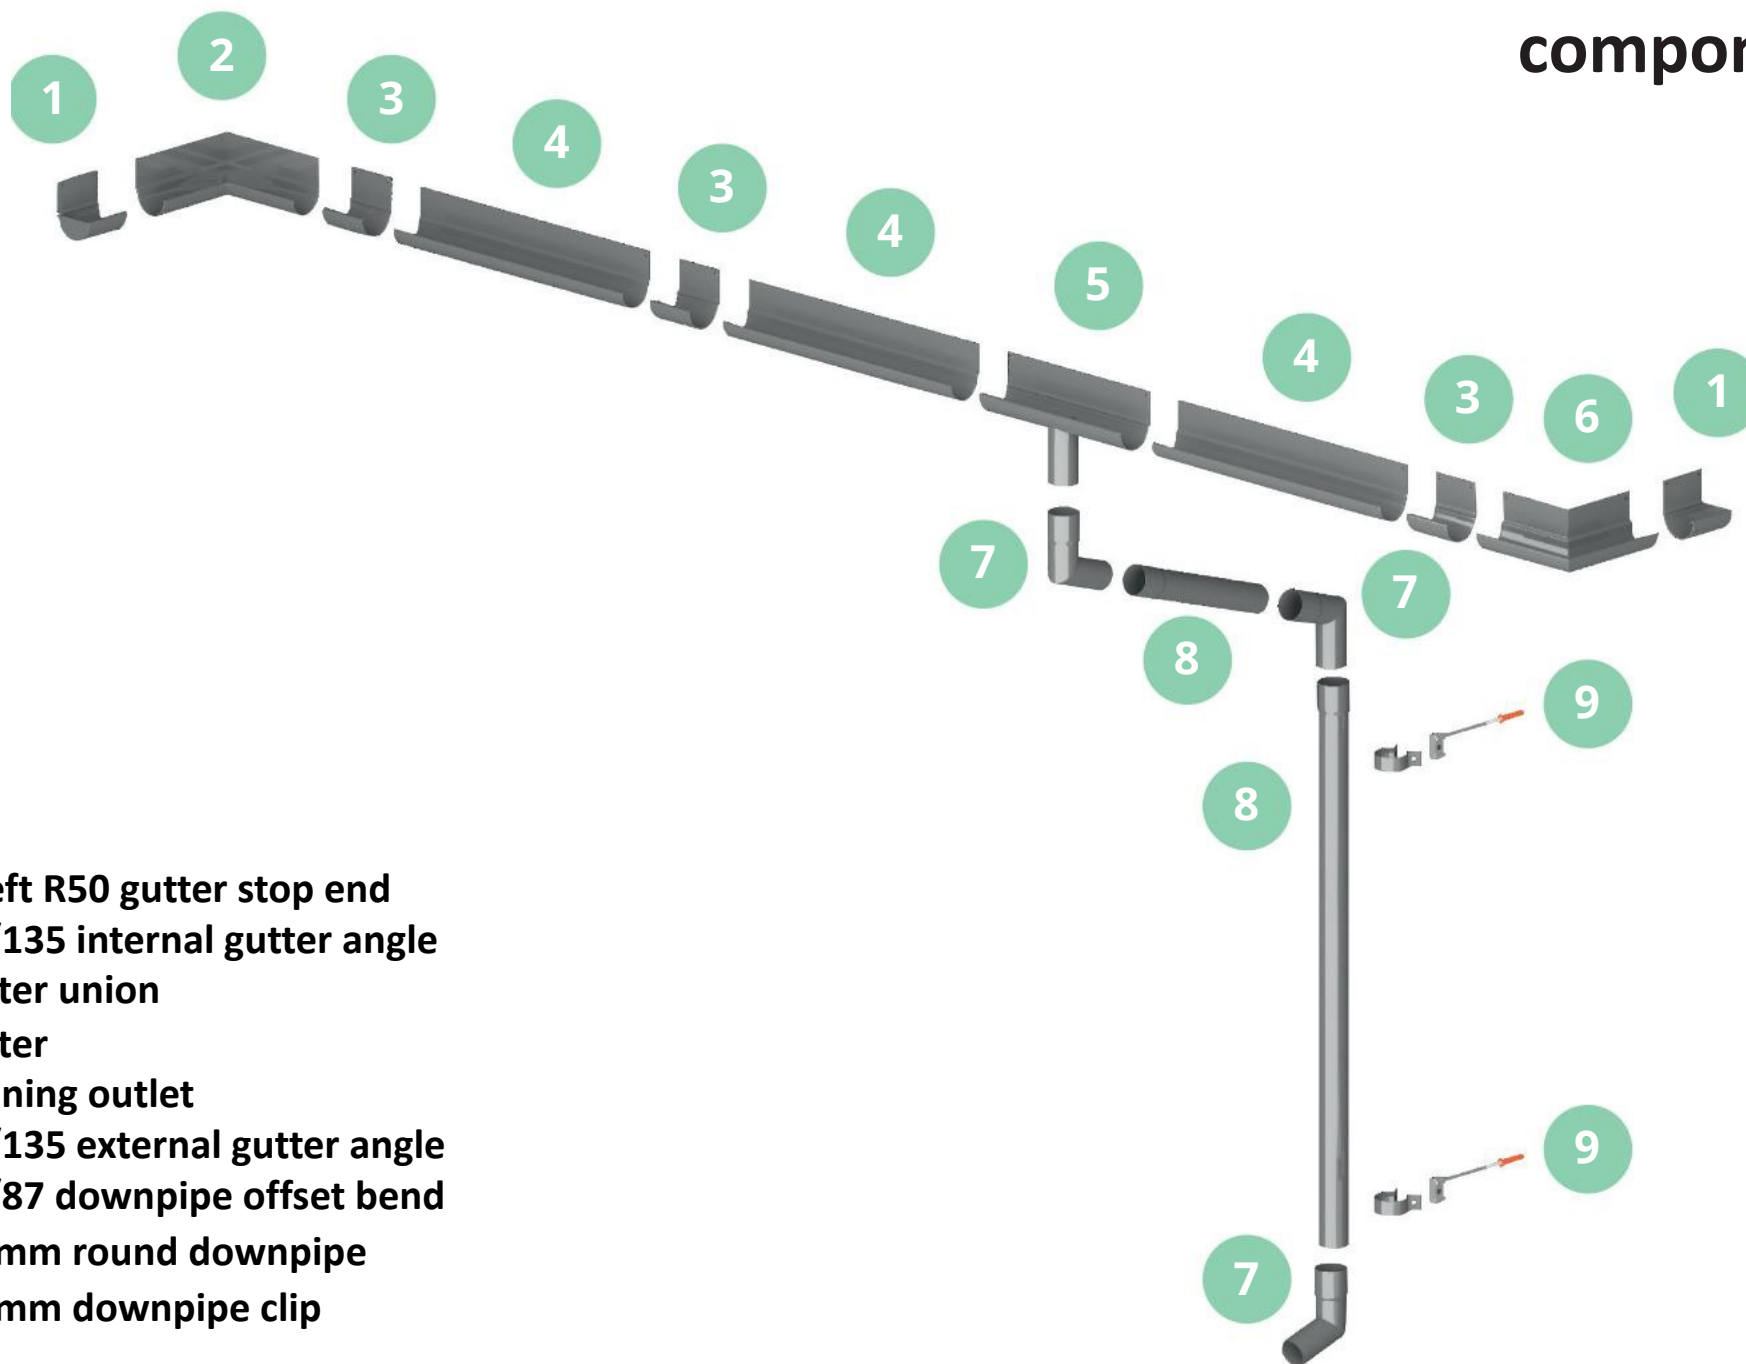 compor
1
2
3
4
3
4
5
4
3
6
1
7
8
7
9
8
9
7
eft R50 gutter stop end
/135 internal gutter angle
ter union
ter
ning outlet
/135 external gutter angle
/87 downpipe offset bend
mm round downpipe
mm downpipe clip